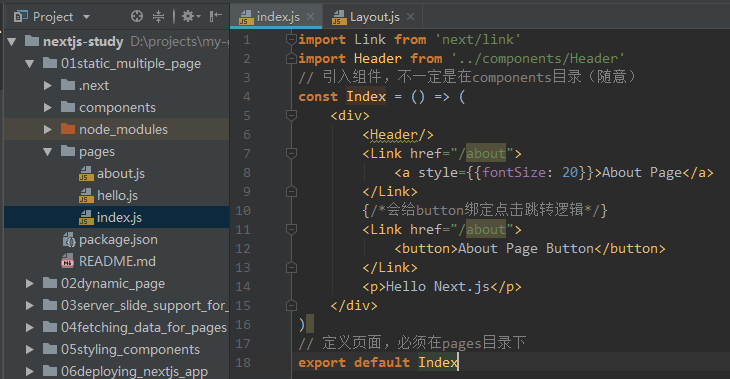 Project
nextjs-study D:\projects\my-
01static_multiple_page
.next
components
node_modules
pages
about.js
hello.js
index.js
package.json
README.md
02dynamic_page
03server_slide_support_for_
04fetching_data_for_pages
05styling_components
06deploying_nextjs_app
index.js Layout.js
1 import Link from 'next/link'
2 import Header from '../components/Header'
3 // 引入组件，不一定是在components目录（随意）
4 const Index = () => (
5 <div>
6 <Header/>
7 <Link href="/about">
8 <a style={{fontSize: 20}}>About Page</a>
9 </Link>
10 {/*会给button绑定点击跳转逻辑*/}
11 <Link href="/about">
12 <button>About Page Button</button>
13 </Link>
14 <p>Hello Next.js</p>
15 </div>
16 )
17 // 定义页面，必须在pages目录下
18 export default Index